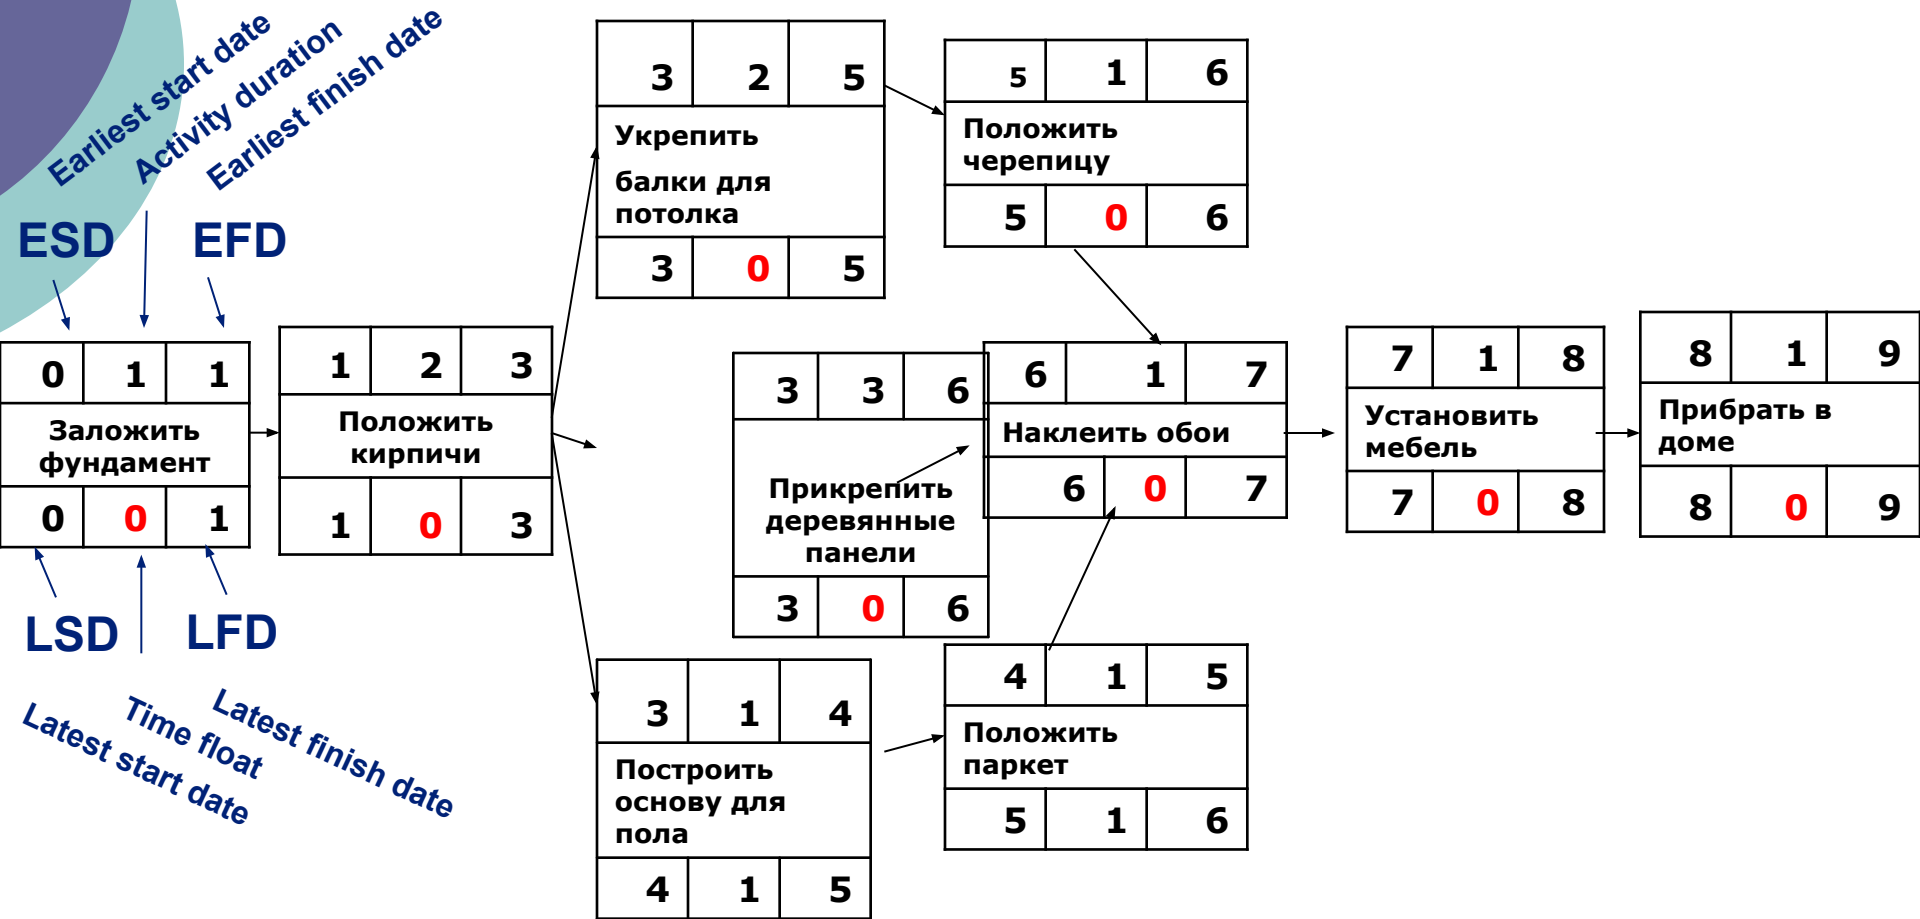 Earliest start date
Activity duration
Earliest finish date
ESD
EFD
0 1 1
Заложить
фундамент
0 0 1
LSD
LFD
Latest start date
Time float
Latest finish date
1 2 3
Положить
кирпичи
1 0 3
3 2 5
Укрепить
балки для
потолка
3 0 5
5 1 6
Положить
черепицу
5 0 6
3 3 6
Прикрепить
деревянные
панели
3 0 6
6 1 7
Наклеить обои
6 0 7
3 1 4
Построить
основу для
пола
4 1 5
4 1 5
Положить
паркет
5 1 6
7 1 8
Установить
мебель
7 0 8
8 1 9
Прибрать в
доме
8 0 9